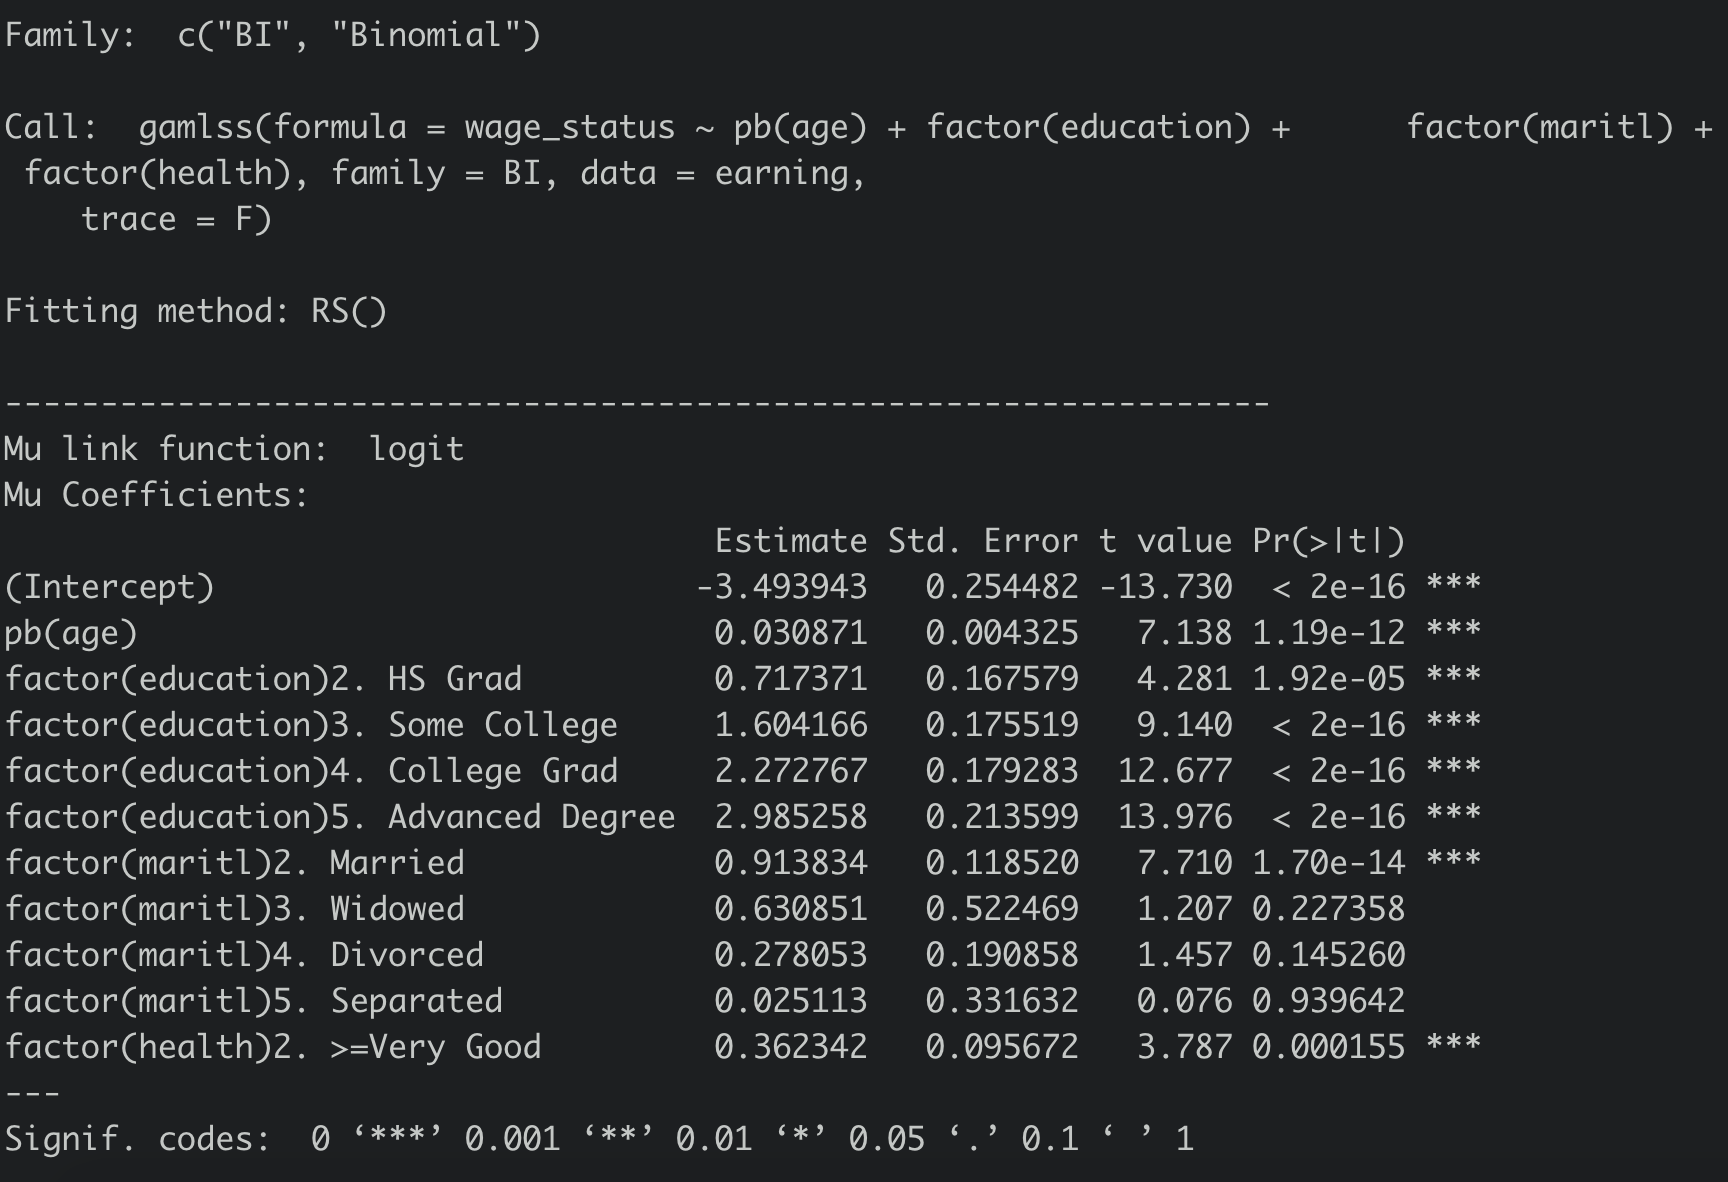 Family:  c("BI", "Binomial")
Call:  gamlss(formula = wage_status ~ pb(age) + factor(education) +      factor(maritl) +
 factor(health), family = BI, data = earning,
    trace = F)
Fitting method: RS()
------------------------------------------------------------------
Mu link function:  logit
Mu Coefficients:
                                     Estimate Std. Error t value Pr(>|t|)
(Intercept)                         -3.493943   0.254482 -13.730  < 2e-16 ***
pb(age)                              0.030871   0.004325   7.138 1.19e-12 ***
factor(education)2. HS Grad          0.717371   0.167579   4.281 1.92e-05 ***
factor(education)3. Some College     1.604166   0.175519   9.140  < 2e-16 ***
factor(education)4. College Grad     2.272767   0.179283  12.677  < 2e-16 ***
factor(education)5. Advanced Degree  2.985258   0.213599  13.976  < 2e-16 ***
factor(maritl)2. Married             0.913834   0.118520   7.710 1.70e-14 ***
factor(maritl)3. Widowed             0.630851   0.522469   1.207 0.227358
factor(maritl)4. Divorced            0.278053   0.190858   1.457 0.145260
factor(maritl)5. Separated           0.025113   0.331632   0.076 0.939642
factor(health)2. >=Very Good         0.362342   0.095672   3.787 0.000155 ***
---
Signif. codes:  0 ‘***’ 0.001 ‘**’ 0.01 ‘*’ 0.05 ‘.’ 0.1 ‘ ’ 1